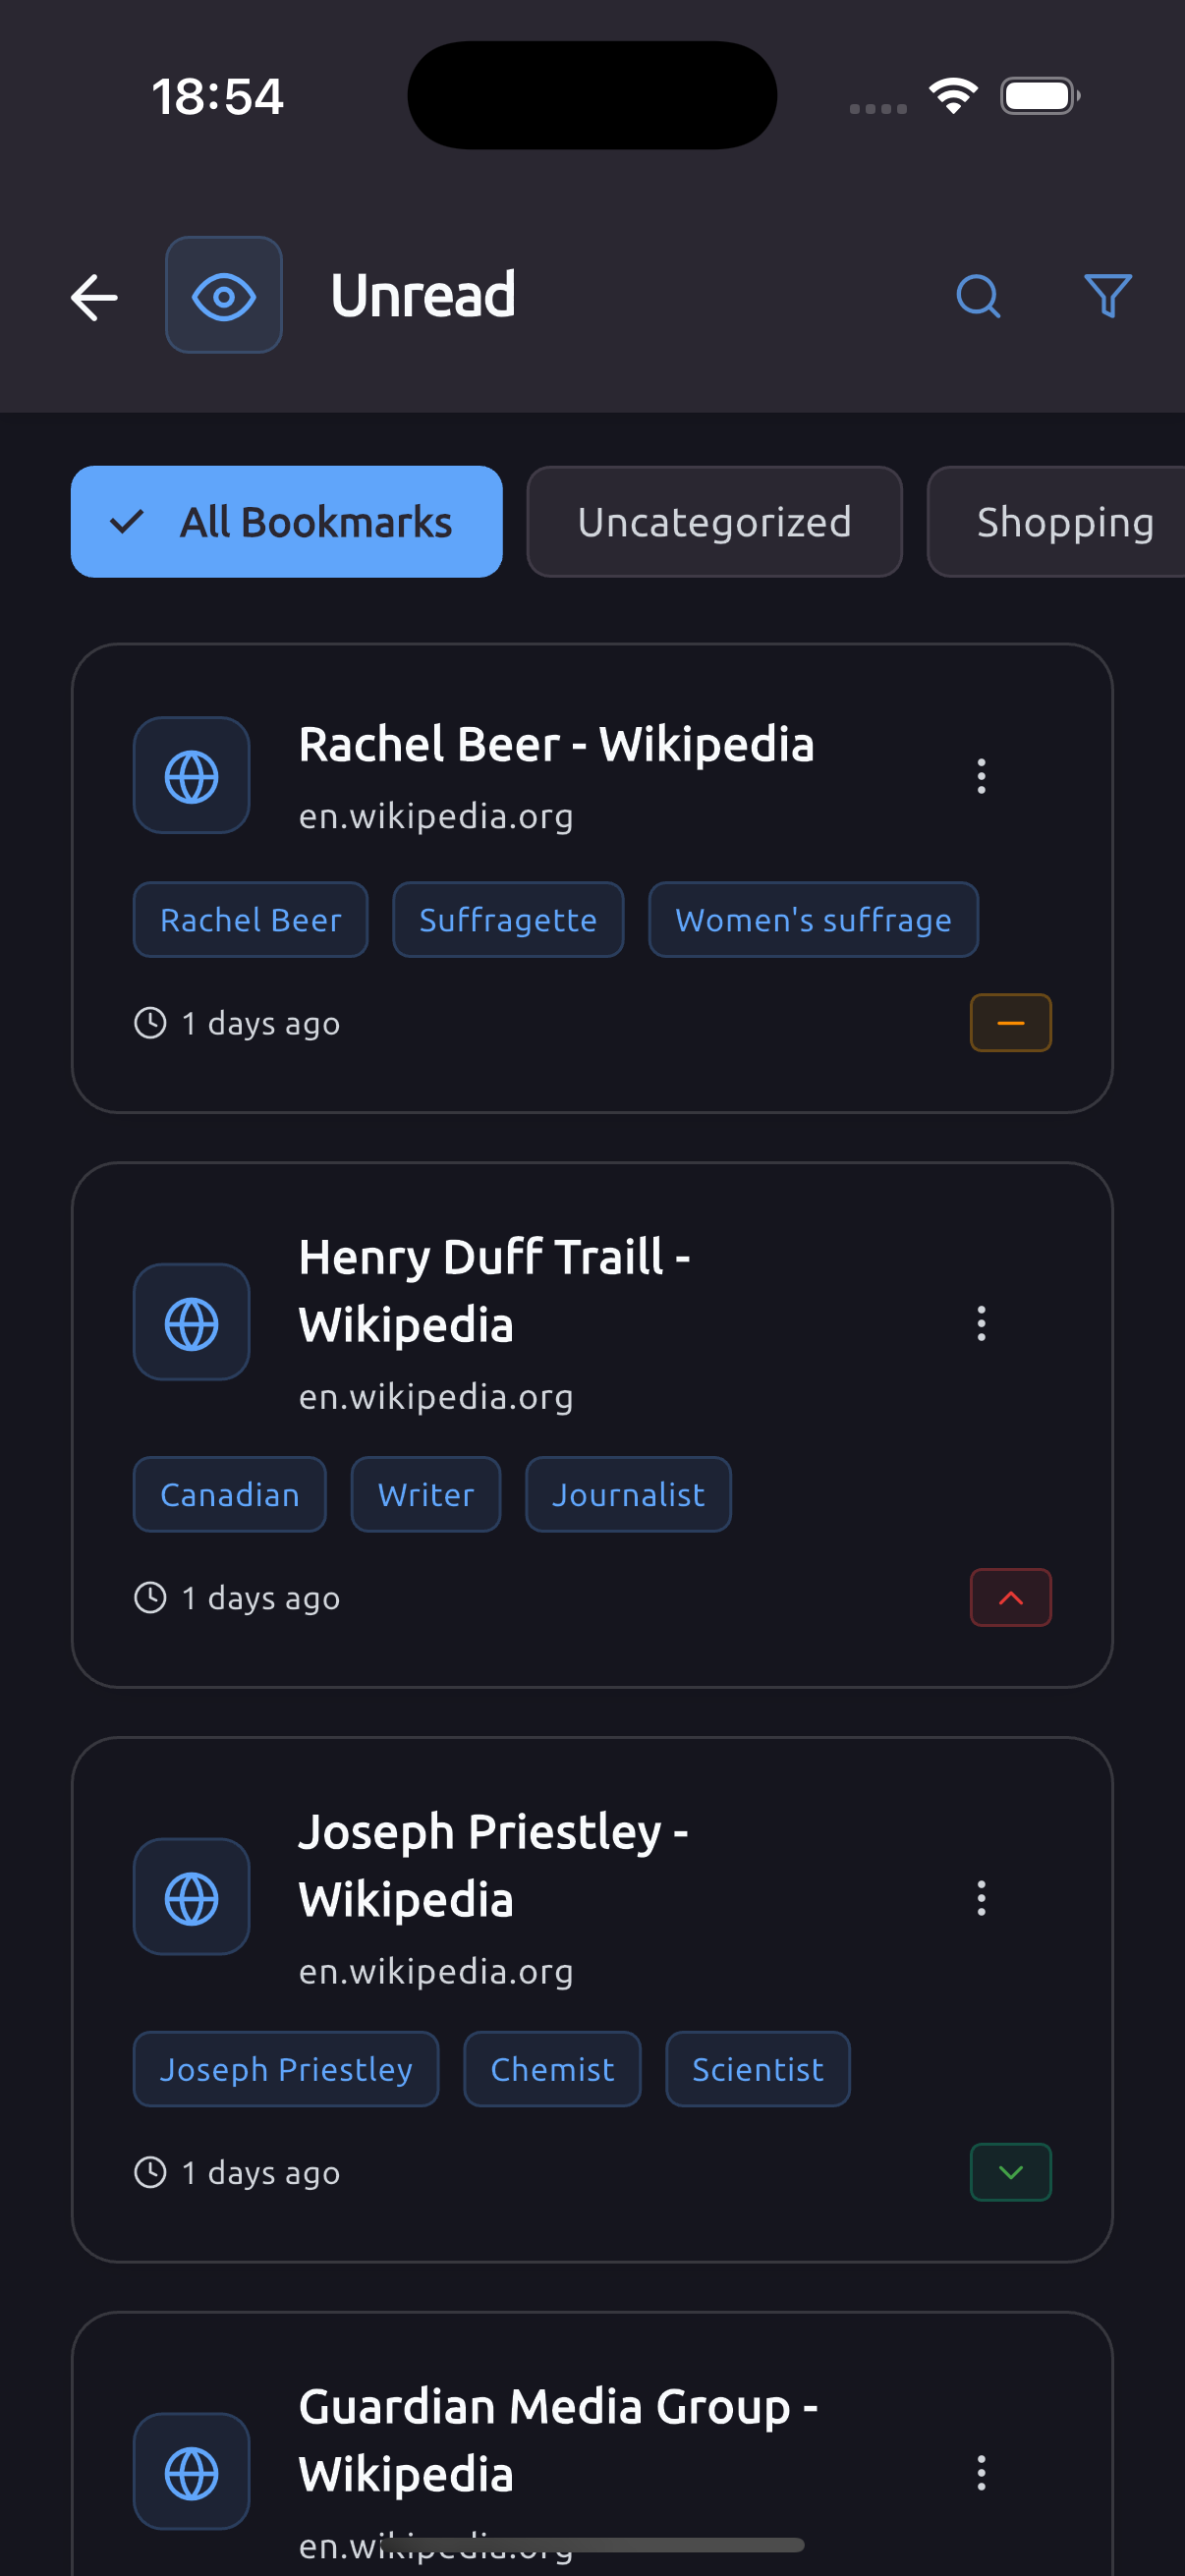 18:54
Unread
All Bookmarks
Uncategorized
Shopping
Rachel Beer - Wikipedia
en.wikipedia.org
Rachel Beer
Suffragette
Women's suffrage
1 days ago
Henry Duff Traill -
Wikipedia
en.wikipedia.org
Canadian
Writer
Journalist
1 days ago
Joseph Priestley -
Wikipedia
en.wikipedia.org
Joseph Priestley
Chemist
Scientist
1 days ago
Guardian Media Group -
Wikipedia
en.wikipedia.org